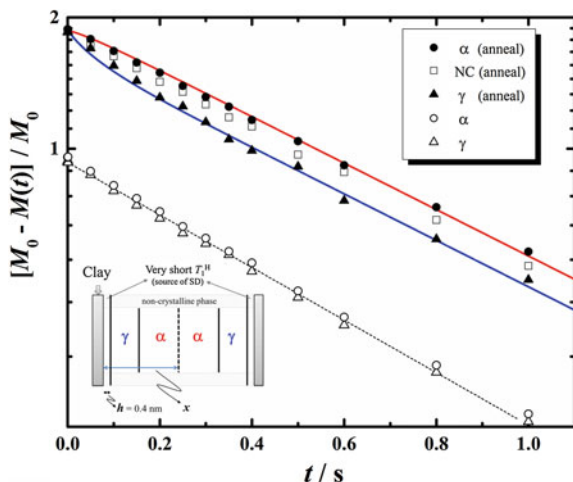 2
1
[M₀ - M(t)] / M₀
α (anneal)
NC (anneal)
γ (anneal)
α
γ
Clay
Very short T₁ᴴ
(source of SD)
non-crystalline phase
γ α α γ
h = 0.4 nm
x
0.0 0.2 0.4 0.6 0.8 1.0
t / s